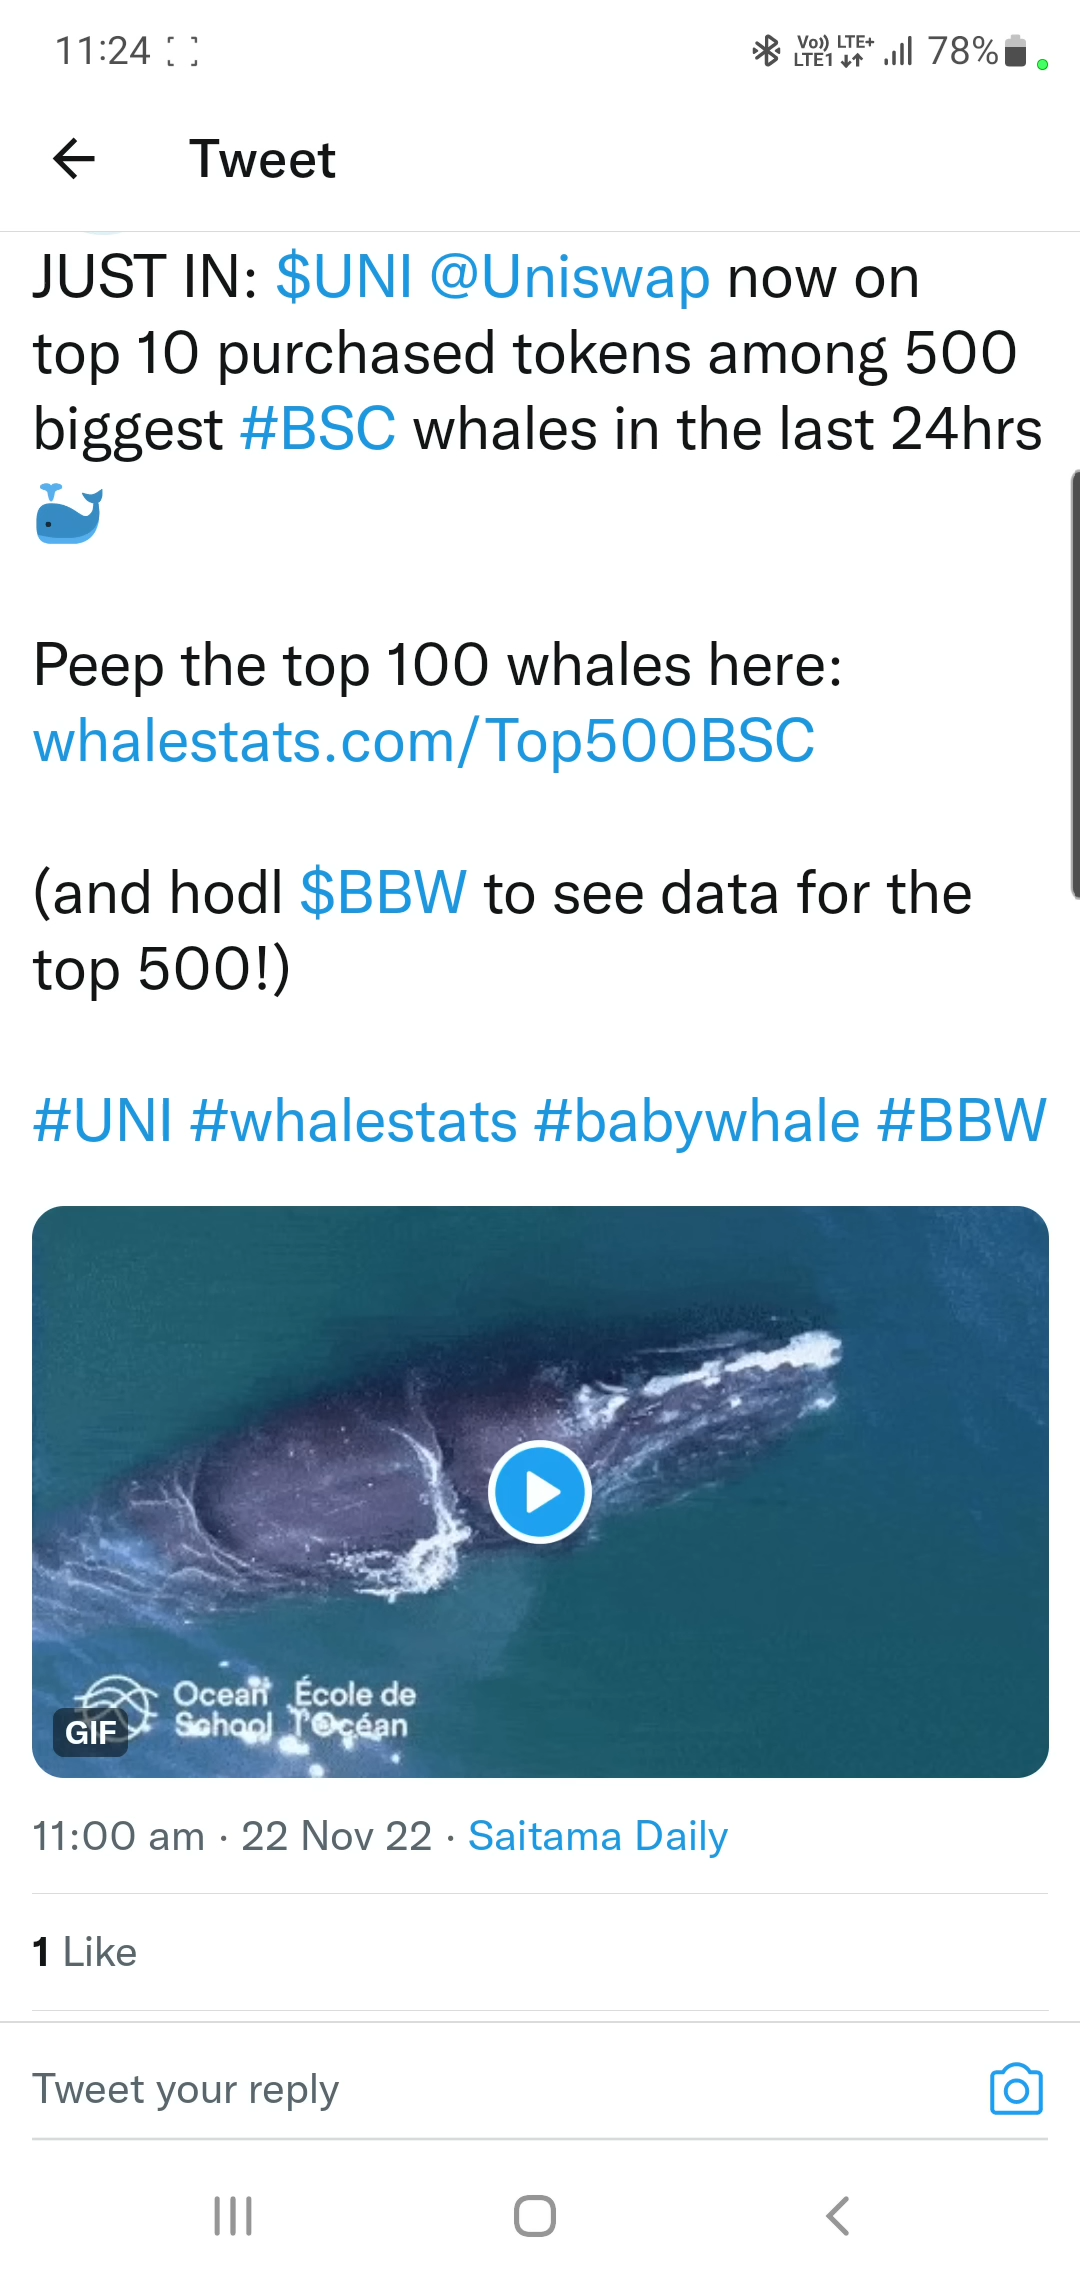 11:24
Vo)) LTE+
LTE1
78%
Tweet
JUST IN: $UNI @Uniswap now on
top 10 purchased tokens among 500
biggest #BSC whales in the last 24hrs
🐳
Peep the top 100 whales here:
whalestats.com/Top500BSC
(and hodl $BBW to see data for the
top 500!)
#UNI #whalestats #babywhale #BBW
Ocean École de
School l'Océan
GIF
11:00 am · 22 Nov 22 · Saitama Daily
1 Like
Tweet your reply